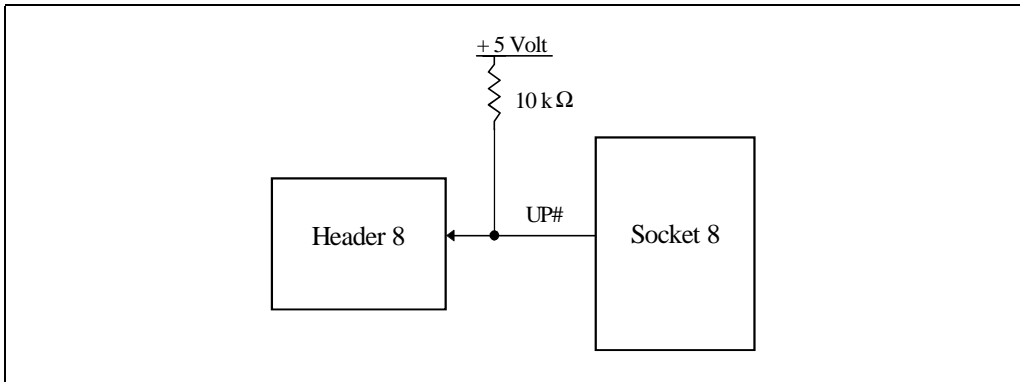 +5 Volt
10 kΩ
UP#
Header 8
Socket 8